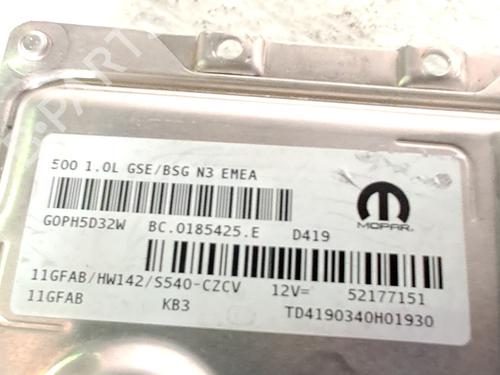 500 1.0L GSE/BSG N3 EMEA
MOPAR
G0PH5D32W BC.0185425.E D419
11GFAB/HW142/S540-CZCV 12V= 52177151
11GFAB KB3 TD4190340H01930